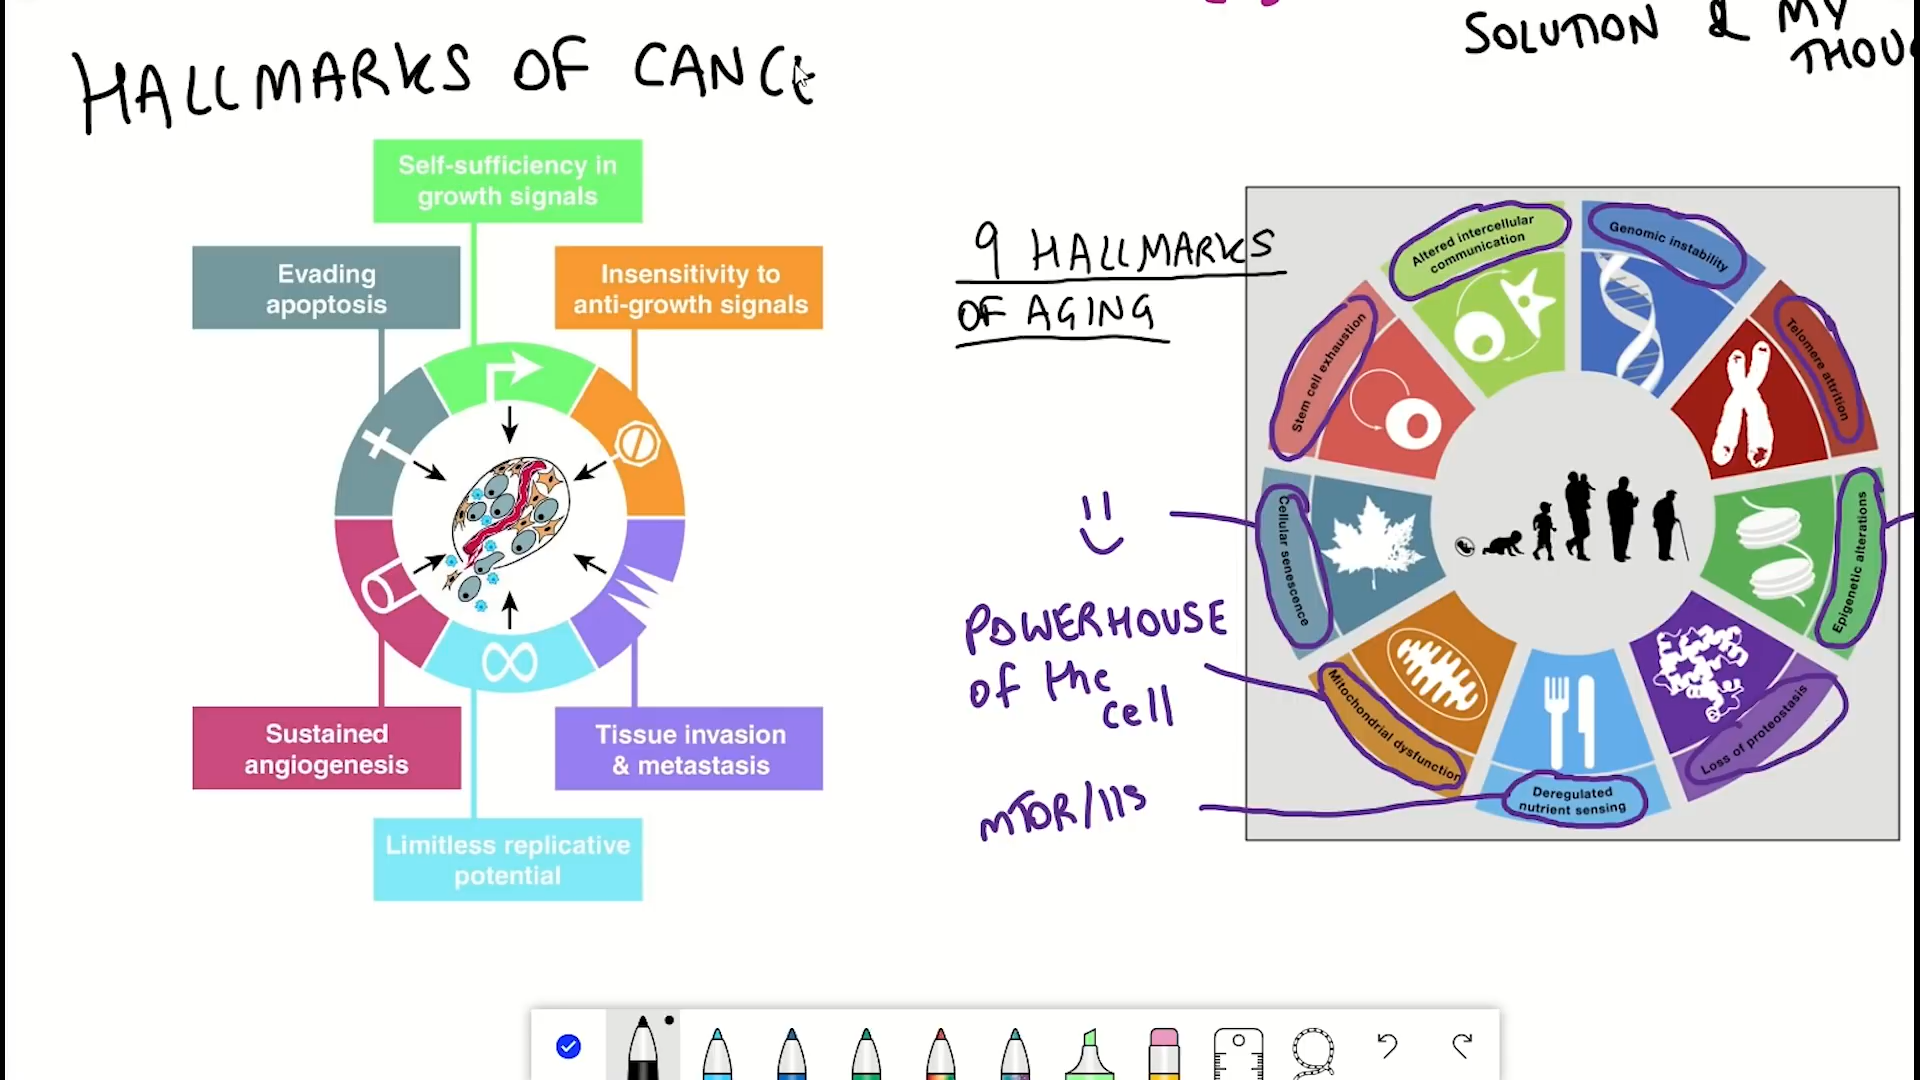 SOLUTION & MY
THOU
HALLMARKS OF CANCE
Self-sufficiency in
growth signals
Evading
apoptosis
Insensitivity to
anti-growth signals
Sustained
angiogenesis
Tissue invasion
& metastasis
Limitless replicative
potential
9 HALLMARKS
OF AGING
POWERHOUSE
of the
cell
mTOR/IIS
Altered intercellular
communication
Genomic instability
Telomere attrition
Epigenetic alterations
Loss of proteostasis
Deregulated
nutrient sensing
Mitochondrial dysfunction
Cellular senescence
Stem cell exhaustion